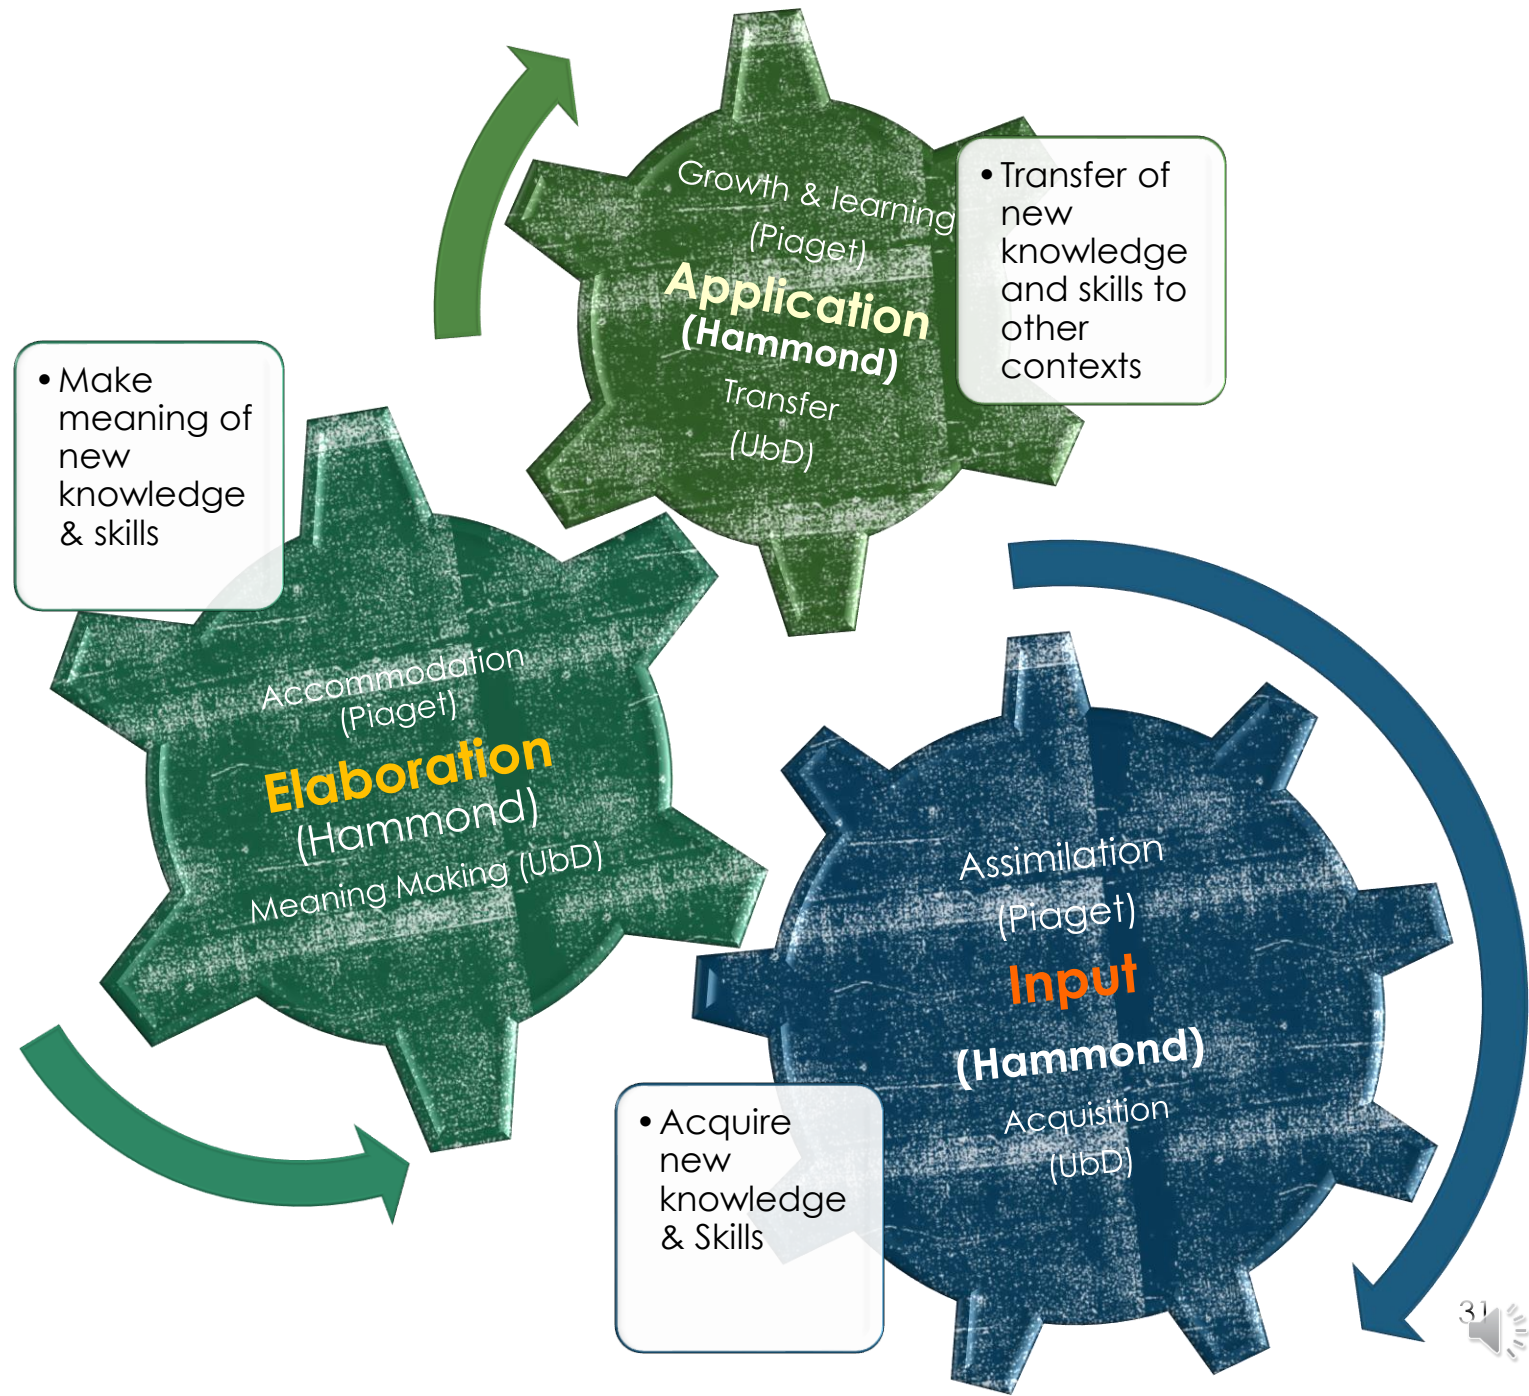 Growth & learning
(Piaget)
Application
(Hammond)
Transfer
(UbD)
• Transfer of
new
knowledge
and skills to
other
contexts
• Make
meaning of
new
knowledge
& skills
Accommodation
(Piaget)
Elaboration
(Hammond)
Meaning Making (UbD)
Assimilation
(Piaget)
Input
(Hammond)
Acquisition
(UbD)
• Acquire
new
knowledge
& Skills
31